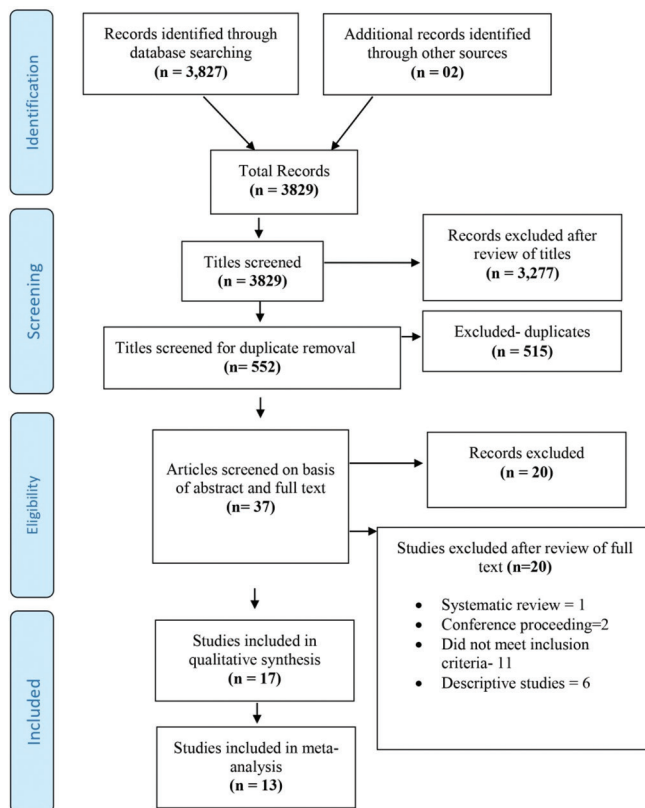 Identification
Records identified through
database searching
(n = 3,827)
Additional records identified
through other sources
(n = 02)
Total Records
(n = 3829)
Screening
Titles screened
(n = 3829)
Records excluded after
review of titles
(n = 3,277)
Titles screened for duplicate removal
(n= 552)
Excluded- duplicates
(n = 515)
Eligibility
Articles screened on basis
of abstract and full text
(n= 37)
Records excluded
(n = 20)
Studies excluded after review of full
text (n=20)
• Systematic review = 1
• Conference proceeding=2
• Did not meet inclusion
criteria- 11
• Descriptive studies = 6
Included
Studies included in
qualitative synthesis
(n = 17)
Studies included in meta-
analysis
(n = 13)